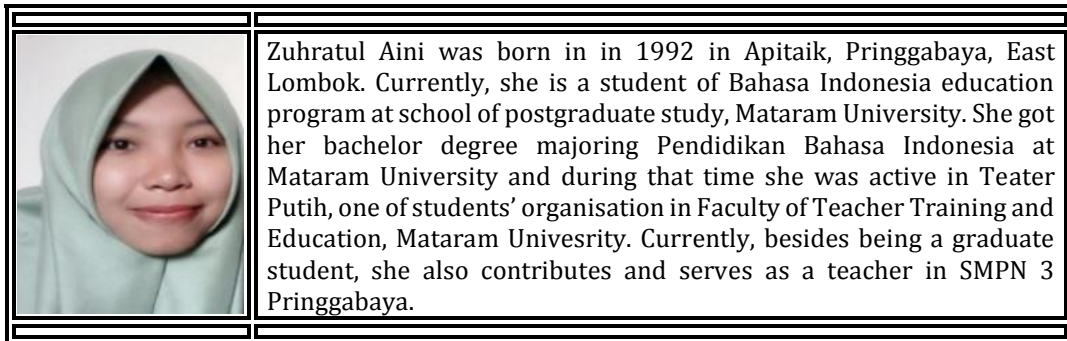 Zuhratul Aini was born in in 1992 in Apitaik, Pringgabaya, East
Lombok. Currently, she is a student of Bahasa Indonesia education
program at school of postgraduate study, Mataram University. She got
her bachelor degree majoring Pendidikan Bahasa Indonesia at
Mataram University and during that time she was active in Teater
Putih, one of students’ organisation in Faculty of Teacher Training and
Education, Mataram Univesrity. Currently, besides being a graduate
student, she also contributes and serves as a teacher in SMPN 3
Pringgabaya.